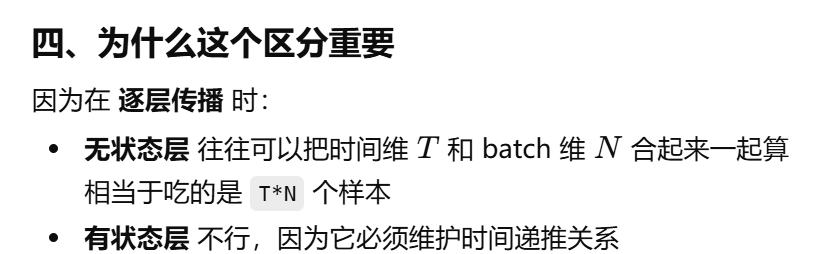 四、为什么这个区分重要
因为在 逐层传播 时：
• 无状态层 往往可以把时间维 T 和 batch 维 N 合起来一起算
相当于吃的是 T*N 个样本
• 有状态层 不行，因为它必须维护时间递推关系